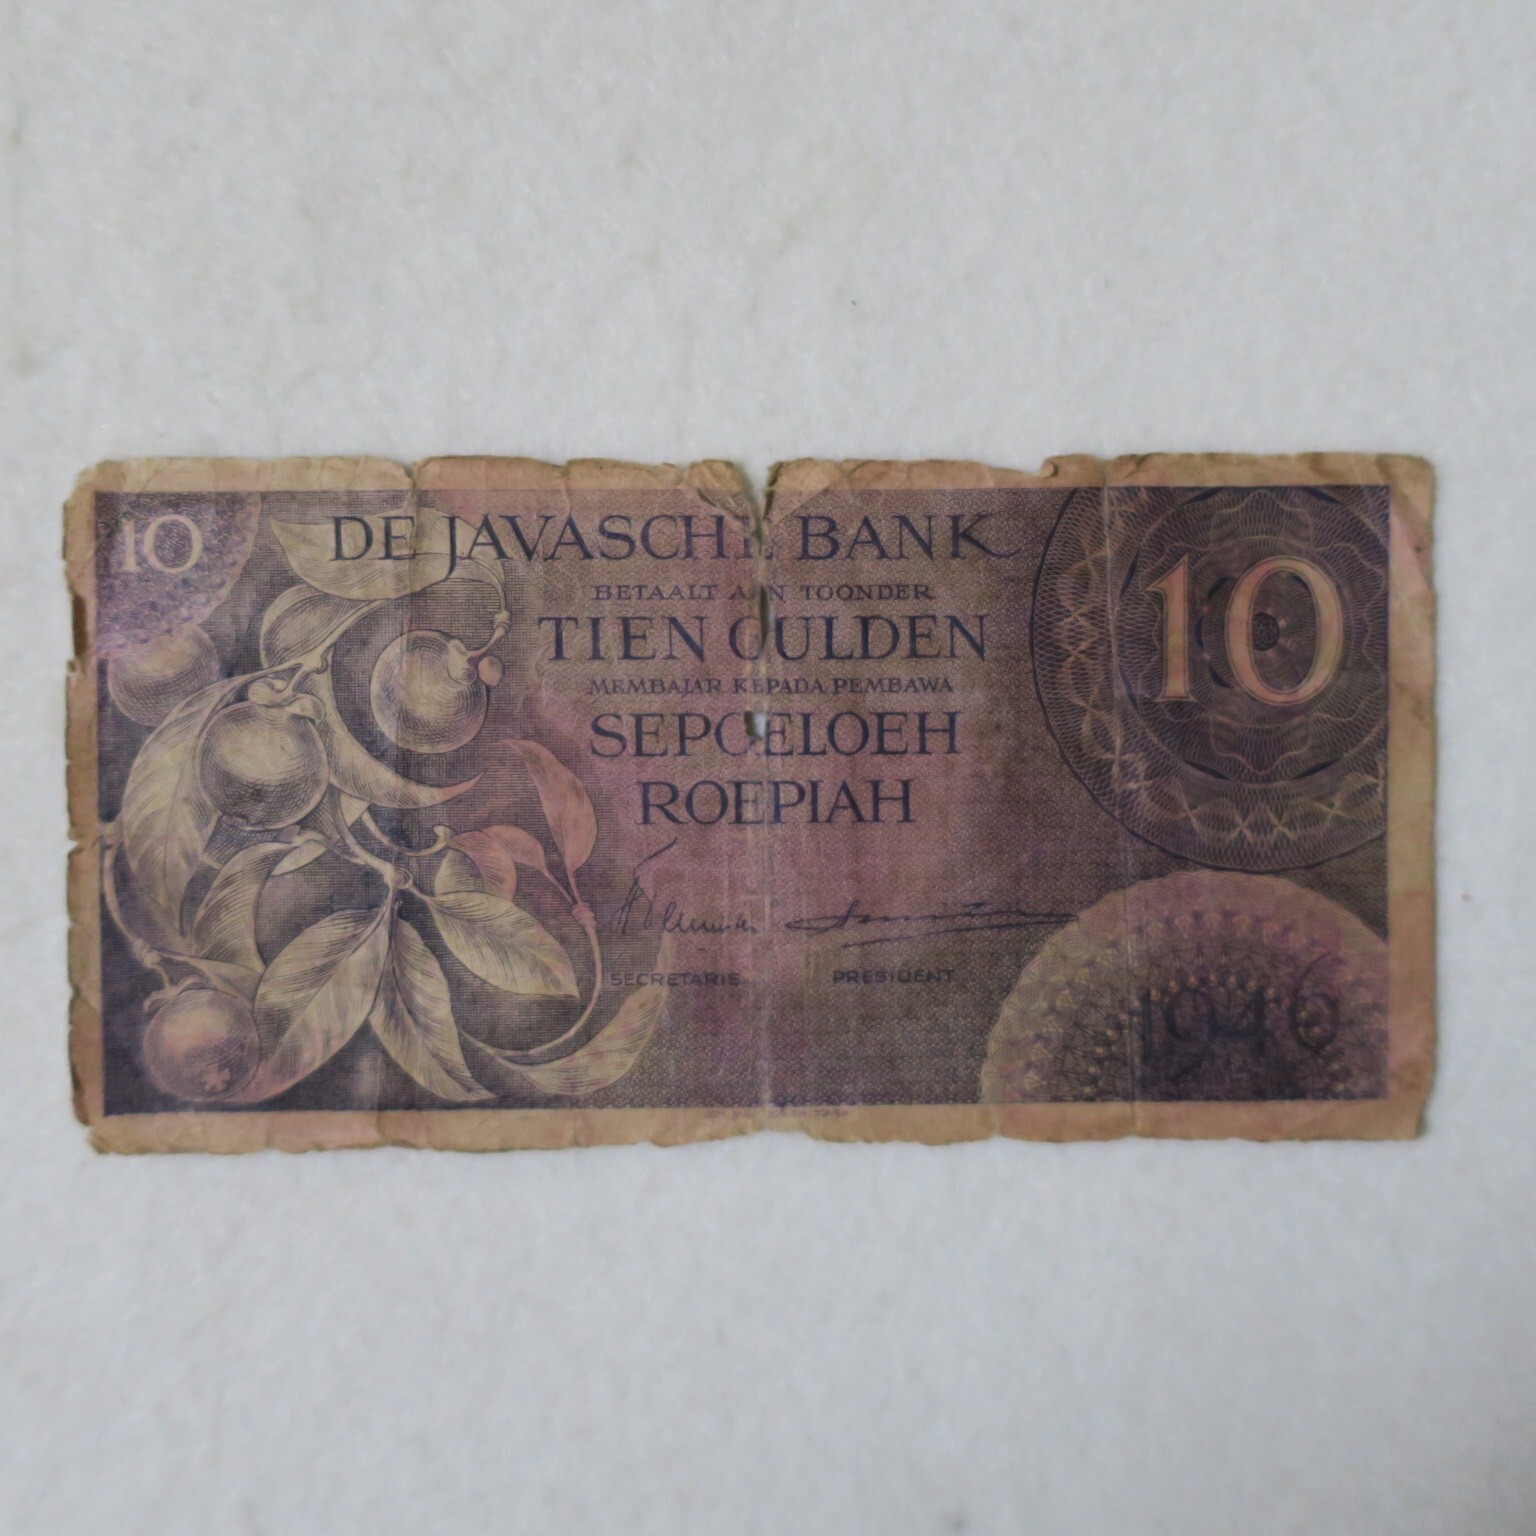 10
DE JAVASCHE BANK
BETAALT AAN TOONDER
TIEN GULDEN
MEMBAJAR KEPADA PEMBAWA
SEPOELOEH
ROEPIAH
10
SECRETARIS
PRESIDENT
1946